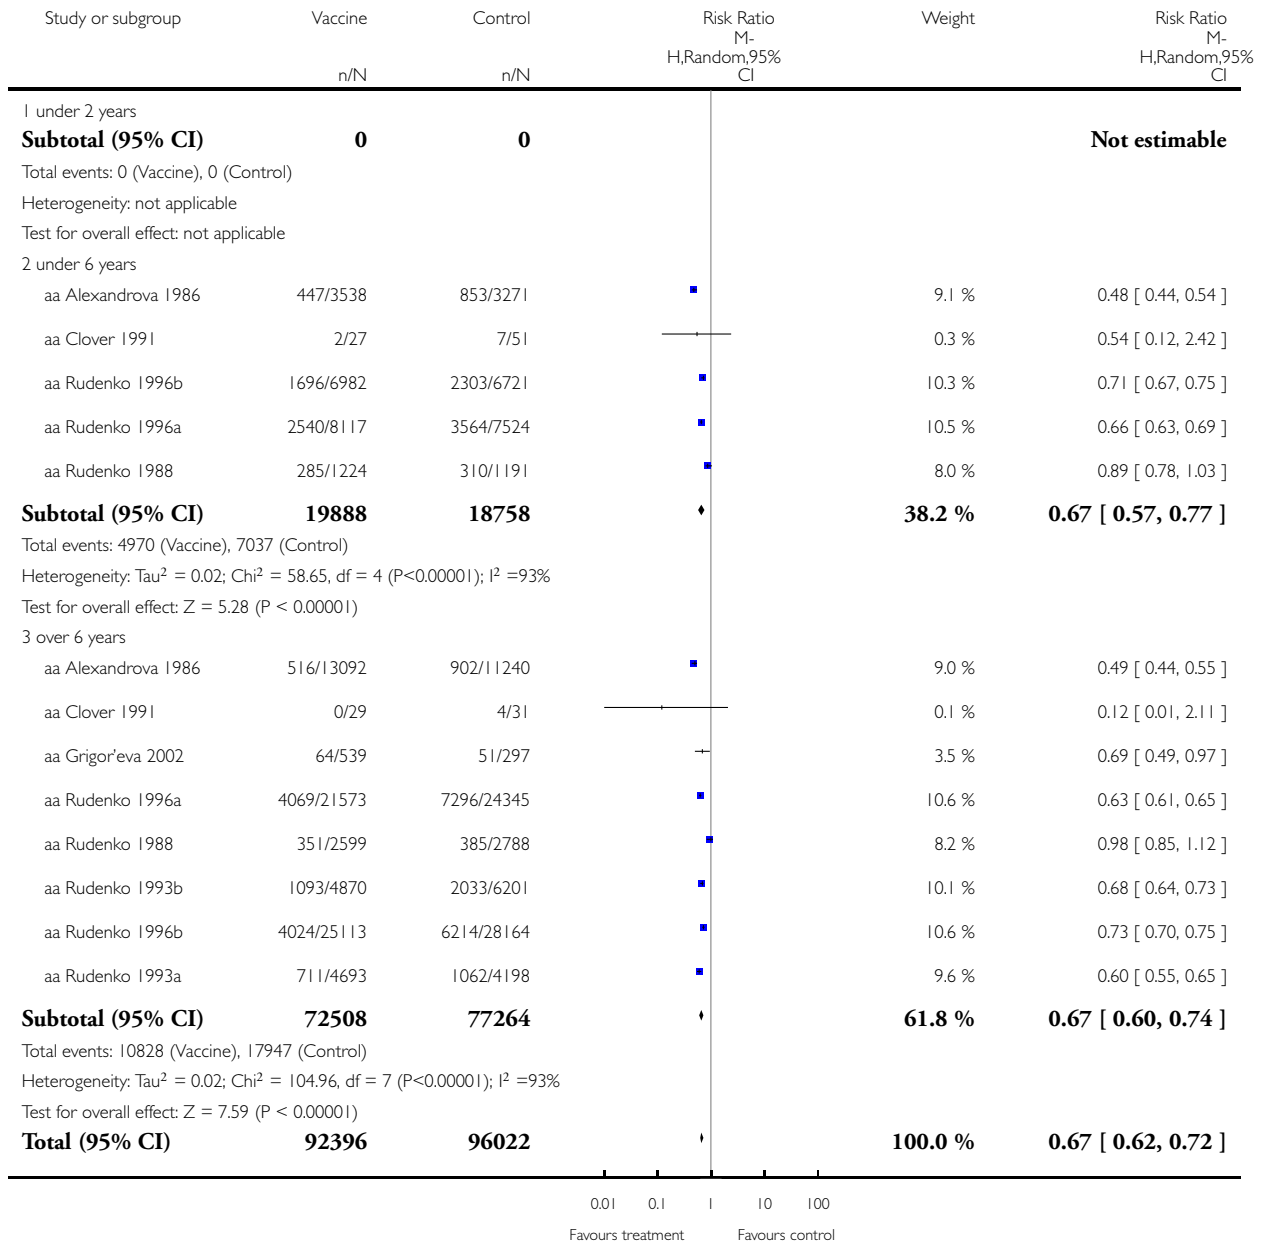 Study or subgroup Vaccine Control Risk Ratio Weight Risk Ratio
M- M-
H,Random,95% H,Random,95%
n/N n/N CI CI
1 under 2 years
Subtotal (95% CI) 0 0 Not estimable
Total events: 0 (Vaccine), 0 (Control)
Heterogeneity: not applicable
Test for overall effect: not applicable
2 under 6 years
aa Alexandrova 1986 447/3538 853/3271 9.1 % 0.48 [ 0.44, 0.54 ]
aa Clover 1991 2/27 7/51 0.3 % 0.54 [ 0.12, 2.42 ]
aa Rudenko 1996b 1696/6982 2303/6721 10.3 % 0.71 [ 0.67, 0.75 ]
aa Rudenko 1996a 2540/8117 3564/7524 10.5 % 0.66 [ 0.63, 0.69 ]
aa Rudenko 1988 285/1224 310/1191 8.0 % 0.89 [ 0.78, 1.03 ]
Subtotal (95% CI) 19888 18758 38.2 % 0.67 [ 0.57, 0.77 ]
Total events: 4970 (Vaccine), 7037 (Control)
Heterogeneity: Tau² = 0.02; Chi² = 58.65, df = 4 (P<0.00001); I² =93%
Test for overall effect: Z = 5.28 (P < 0.00001)
3 over 6 years
aa Alexandrova 1986 516/13092 902/11240 9.0 % 0.49 [ 0.44, 0.55 ]
aa Clover 1991 0/29 4/31 0.1 % 0.12 [ 0.01, 2.11 ]
aa Grigor’eva 2002 64/539 51/297 3.5 % 0.69 [ 0.49, 0.97 ]
aa Rudenko 1996a 4069/21573 7296/24345 10.6 % 0.63 [ 0.61, 0.65 ]
aa Rudenko 1988 351/2599 385/2788 8.2 % 0.98 [ 0.85, 1.12 ]
aa Rudenko 1993b 1093/4870 2033/6201 10.1 % 0.68 [ 0.64, 0.73 ]
aa Rudenko 1996b 4024/25113 6214/28164 10.6 % 0.73 [ 0.70, 0.75 ]
aa Rudenko 1993a 711/4693 1062/4198 9.6 % 0.60 [ 0.55, 0.65 ]
Subtotal (95% CI) 72508 77264 61.8 % 0.67 [ 0.60, 0.74 ]
Total events: 10828 (Vaccine), 17947 (Control)
Heterogeneity: Tau² = 0.02; Chi² = 104.96, df = 7 (P<0.00001); I² =93%
Test for overall effect: Z = 7.59 (P < 0.00001)
Total (95% CI) 92396 96022 100.0 % 0.67 [ 0.62, 0.72 ]
0.01 0.1 1 10 100
Favours treatment Favours control